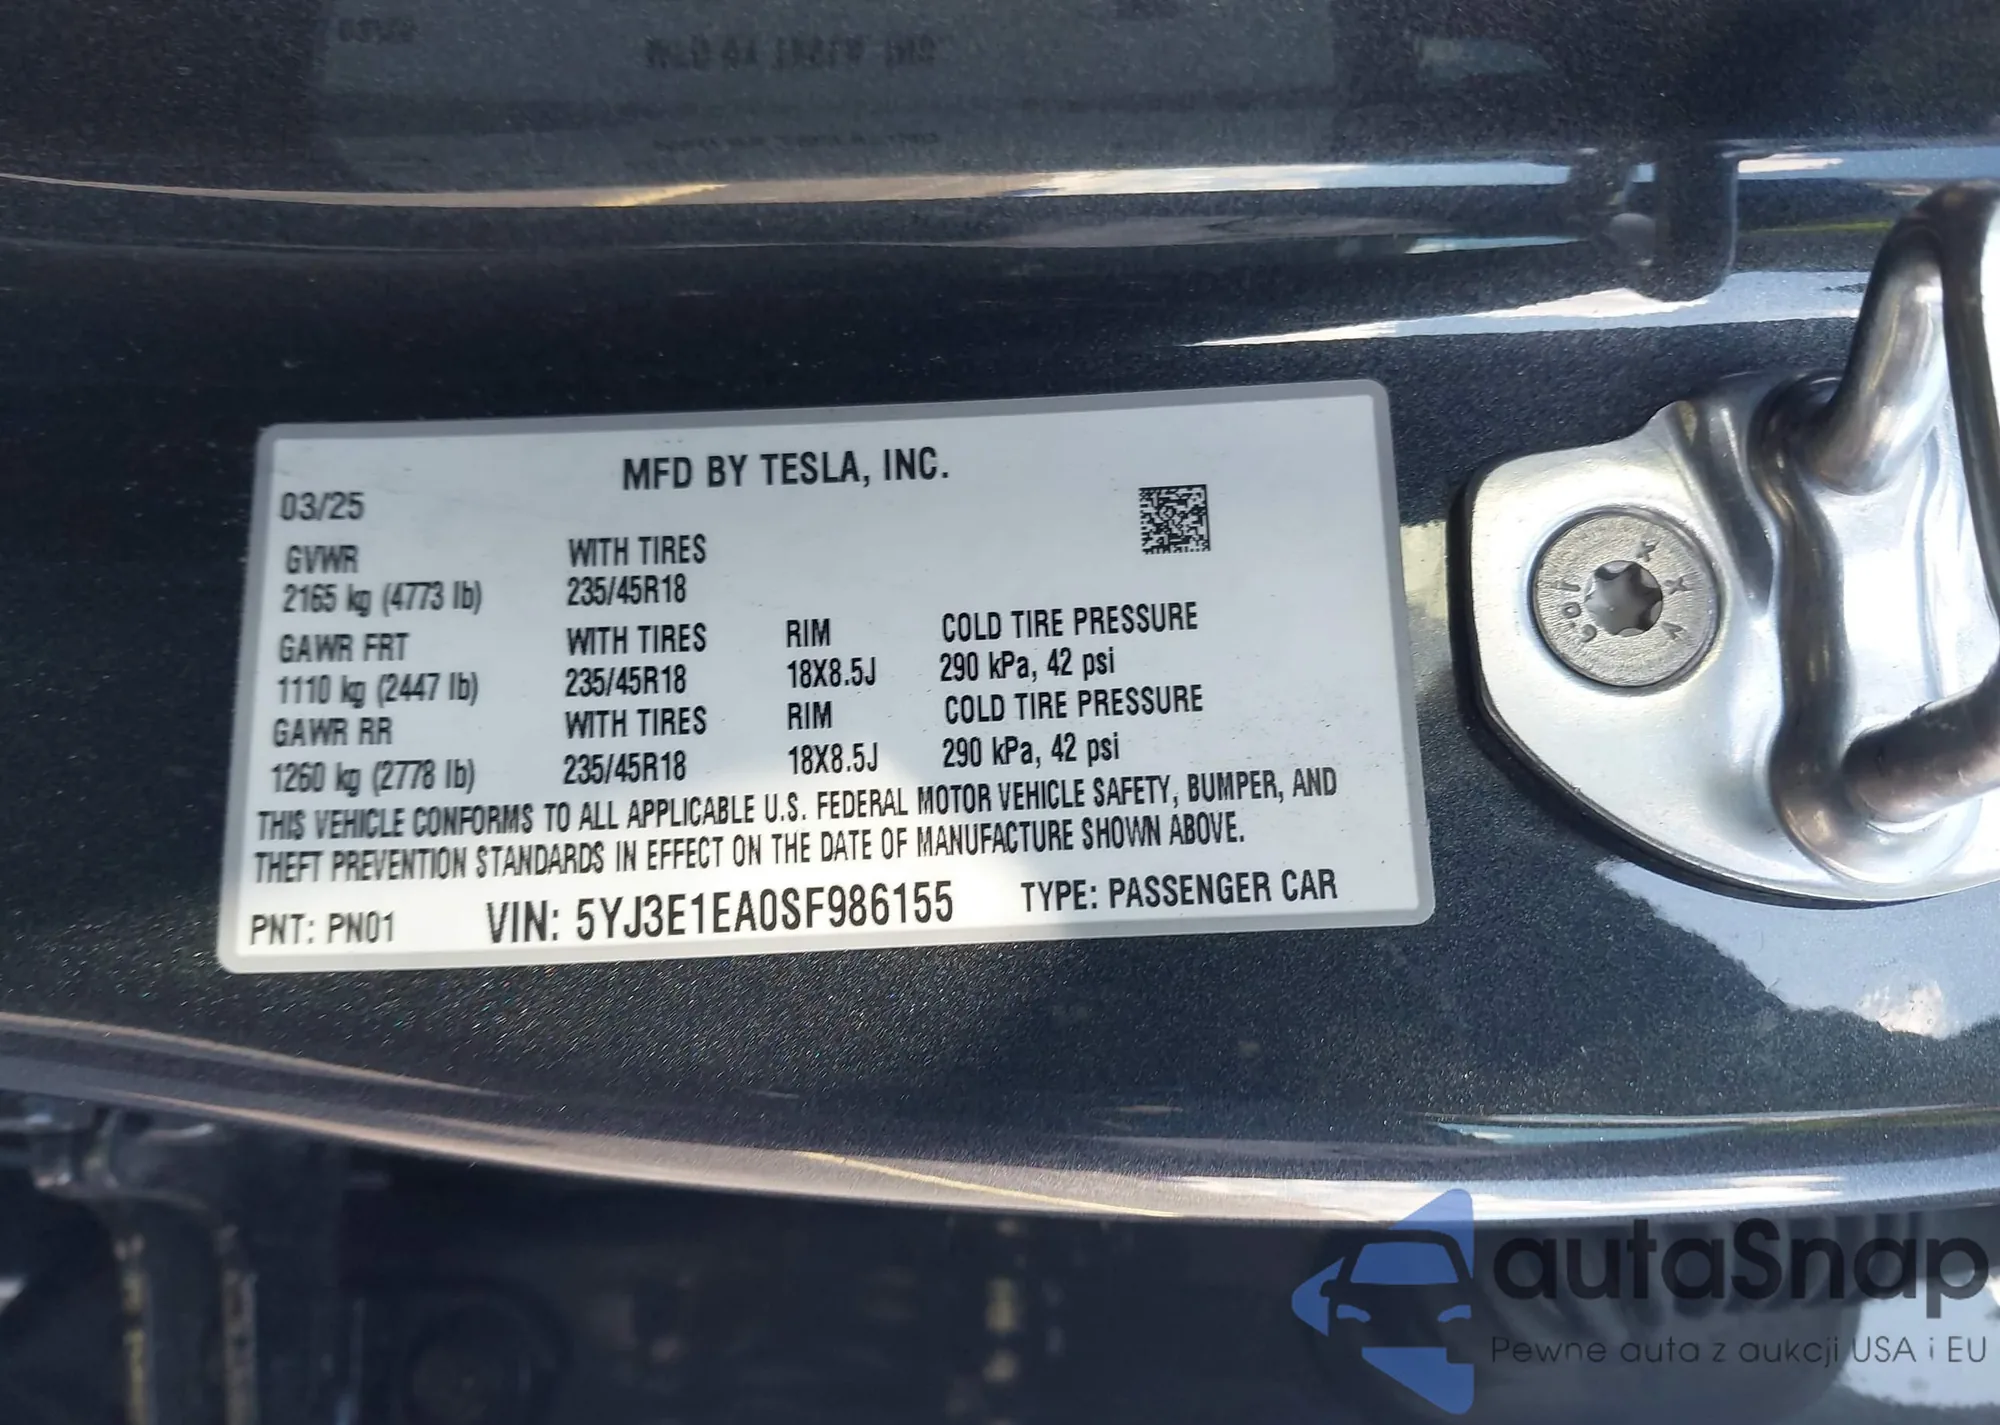 MFD BY TESLA, INC.
03/25
GVWR WITH TIRES
2165 kg (4773 lb) 235/45R18
GAWR FRT WITH TIRES RIM COLD TIRE PRESSURE
1110 kg (2447 lb) 235/45R18 18X8.5J 290 kPa, 42 psi
GAWR RR WITH TIRES RIM COLD TIRE PRESSURE
1260 kg (2778 lb) 235/45R18 18X8.5J 290 kPa, 42 psi
THIS VEHICLE CONFORMS TO ALL APPLICABLE U.S. FEDERAL MOTOR VEHICLE SAFETY, BUMPER, AND
THEFT PREVENTION STANDARDS IN EFFECT ON THE DATE OF MANUFACTURE SHOWN ABOVE.
PNT: PN01 VIN: 5YJ3E1EA0SF986155 TYPE: PASSENGER CAR
autoSnap
Pewne auta z aukcji USA i EU